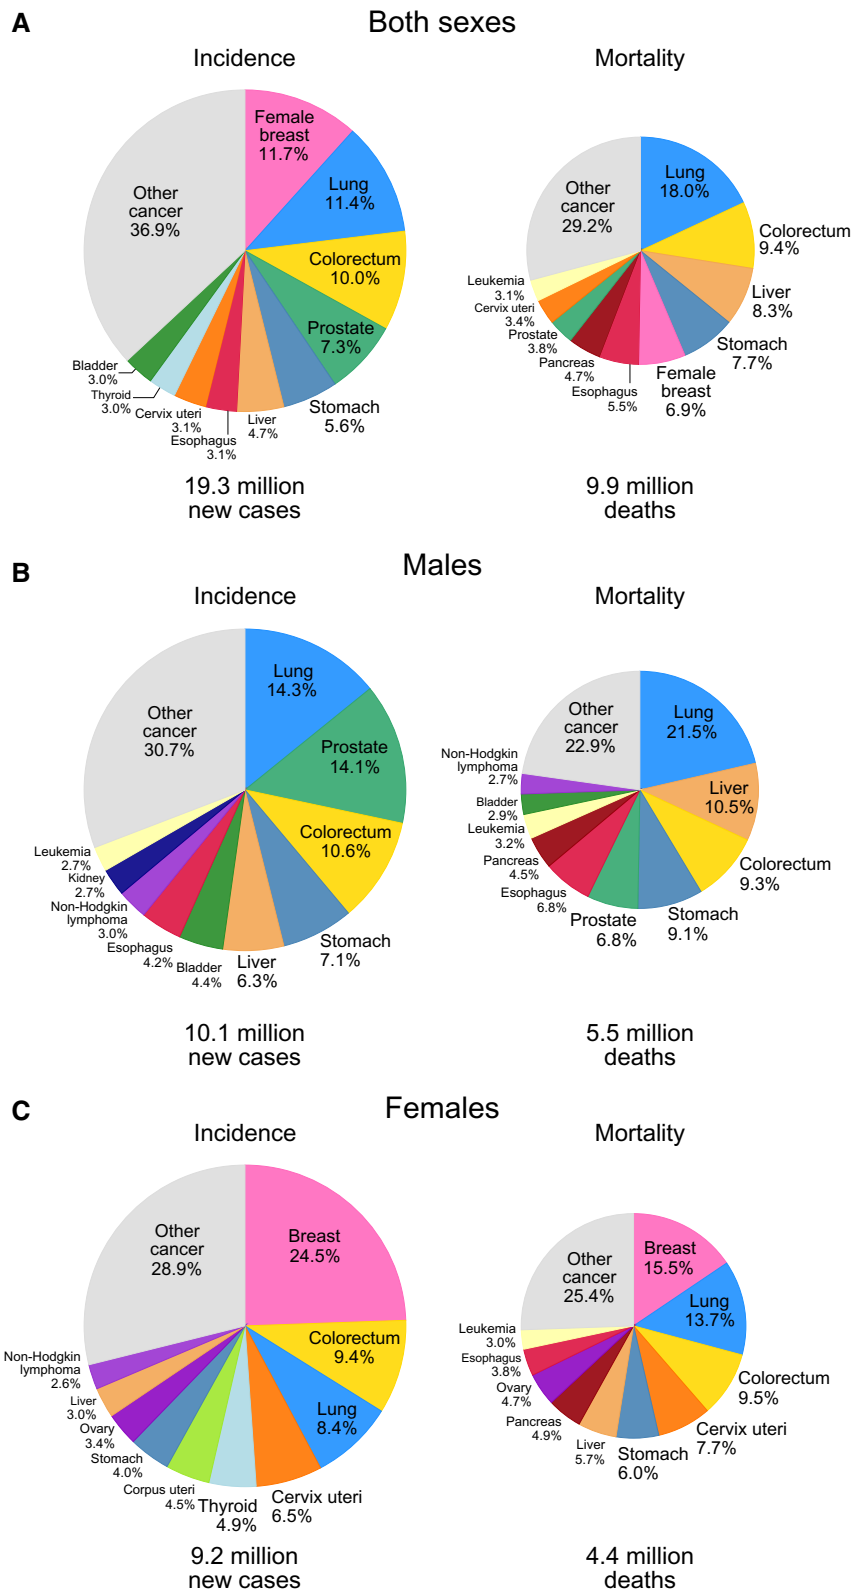 A
Both sexes
Incidence
Female
breast
11.7%
Lung
11.4%
Colorectum
10.0%
Prostate
7.3%
Stomach
5.6%
Liver
4.7%
Esophagus
3.1%
Cervix uteri
3.1%
Thyroid
3.0%
Bladder
3.0%
Other
cancer
36.9%
19.3 million
new cases
Mortality
Lung
18.0%
Colorectum
9.4%
Liver
8.3%
Stomach
7.7%
Female
breast
6.9%
Esophagus
5.5%
Pancreas
4.7%
Prostate
3.8%
Cervix uteri
3.4%
Leukemia
3.1%
Other
cancer
29.2%
9.9 million
deaths
B
Males
Incidence
Lung
14.3%
Prostate
14.1%
Colorectum
10.6%
Stomach
7.1%
Liver
6.3%
Bladder
4.4%
Esophagus
4.2%
Non-Hodgkin
lymphoma
3.0%
Kidney
2.7%
Leukemia
2.7%
Other
cancer
30.7%
10.1 million
new cases
Mortality
Lung
21.5%
Liver
10.5%
Colorectum
9.3%
Stomach
9.1%
Prostate
6.8%
Esophagus
6.8%
Pancreas
4.5%
Leukemia
3.2%
Bladder
2.9%
Non-Hodgkin
lymphoma
2.7%
Other
cancer
22.9%
5.5 million
deaths
C
Females
Incidence
Breast
24.5%
Colorectum
9.4%
Lung
8.4%
Cervix uteri
6.5%
Thyroid
4.9%
Corpus uteri
4.5%
Stomach
4.0%
Ovary
3.4%
Liver
3.0%
Non-Hodgkin
lymphoma
2.6%
Other
cancer
28.9%
9.2 million
new cases
Mortality
Breast
15.5%
Lung
13.7%
Colorectum
9.5%
Cervix uteri
7.7%
Stomach
6.0%
Liver
5.7%
Pancreas
4.9%
Ovary
4.7%
Esophagus
3.8%
Leukemia
3.0%
Other
cancer
25.4%
4.4 million
deaths